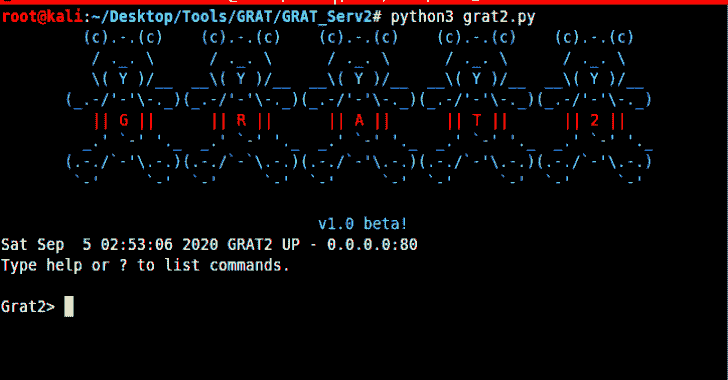 root@kali:~/Desktop/Tools/GRAT/GRAT_Serv2# python3 grat2.py
(c).-.(c)    (c).-.(c)    (c).-.(c)    (c).-.(c)    (c).-.(c)
/ ._. \      / ._. \      / ._. \      / ._. \      / ._. \
\( Y )/__  __\( Y )/__  __\( Y )/__  __\( Y )/__  __\( Y )/__
(_.-/'-'\-._)(_.-/'-'\-._)(_.-/'-'\-._)(_.-/'-'\-._)(_.-/'-'\-._)
|| G ||      || R ||      || A ||      || T ||      || 2 ||
_.' `-' '._  _.' `-' '._  _.' `-' '._  _.' `-' '._  _.' `-' '._
(.-./`-'\.-.)(.-./`-`\.-.)(.-./`-'\.-.)(.-./`-'\.-.)(.-./`-'\.-.)
`-'     `-'  `-'     `-'  `-'     `-'  `-'     `-'  `-'     `-'
v1.0 beta!
Sat Sep  5 02:53:06 2020 GRAT2 UP - 0.0.0.0:80
Type help or ? to list commands.
Grat2>